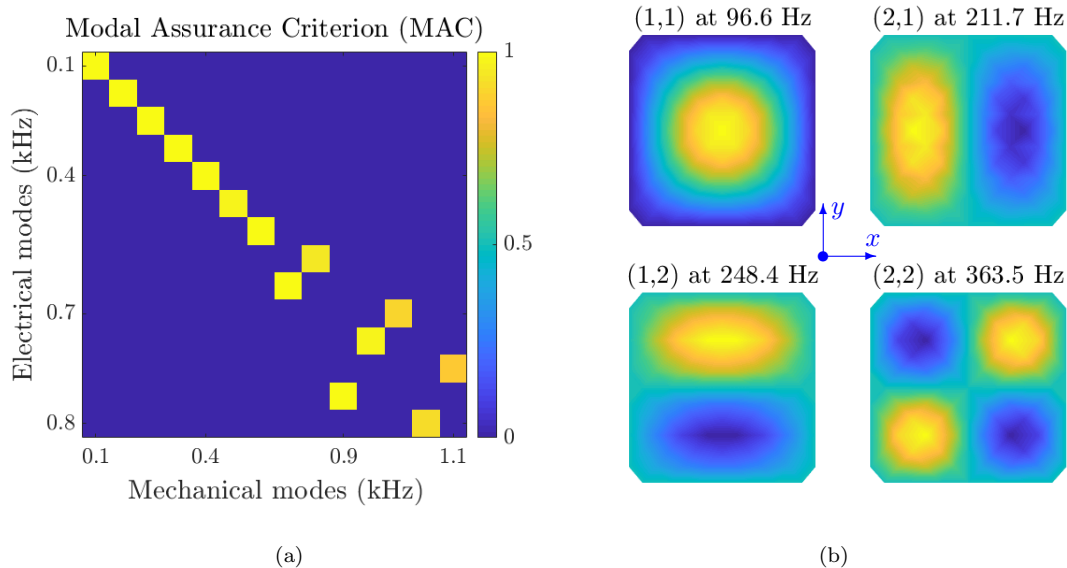 Modal Assurance Criterion (MAC)
Electrical modes (kHz)
0.1
0.4
0.7
0.8
0.1
0.4
0.9
1.1
Mechanical modes (kHz)
1
0.5
0
(a)
(1,1) at 96.6 Hz
(2,1) at 211.7 Hz
y
x
(1,2) at 248.4 Hz
(2,2) at 363.5 Hz
(b)